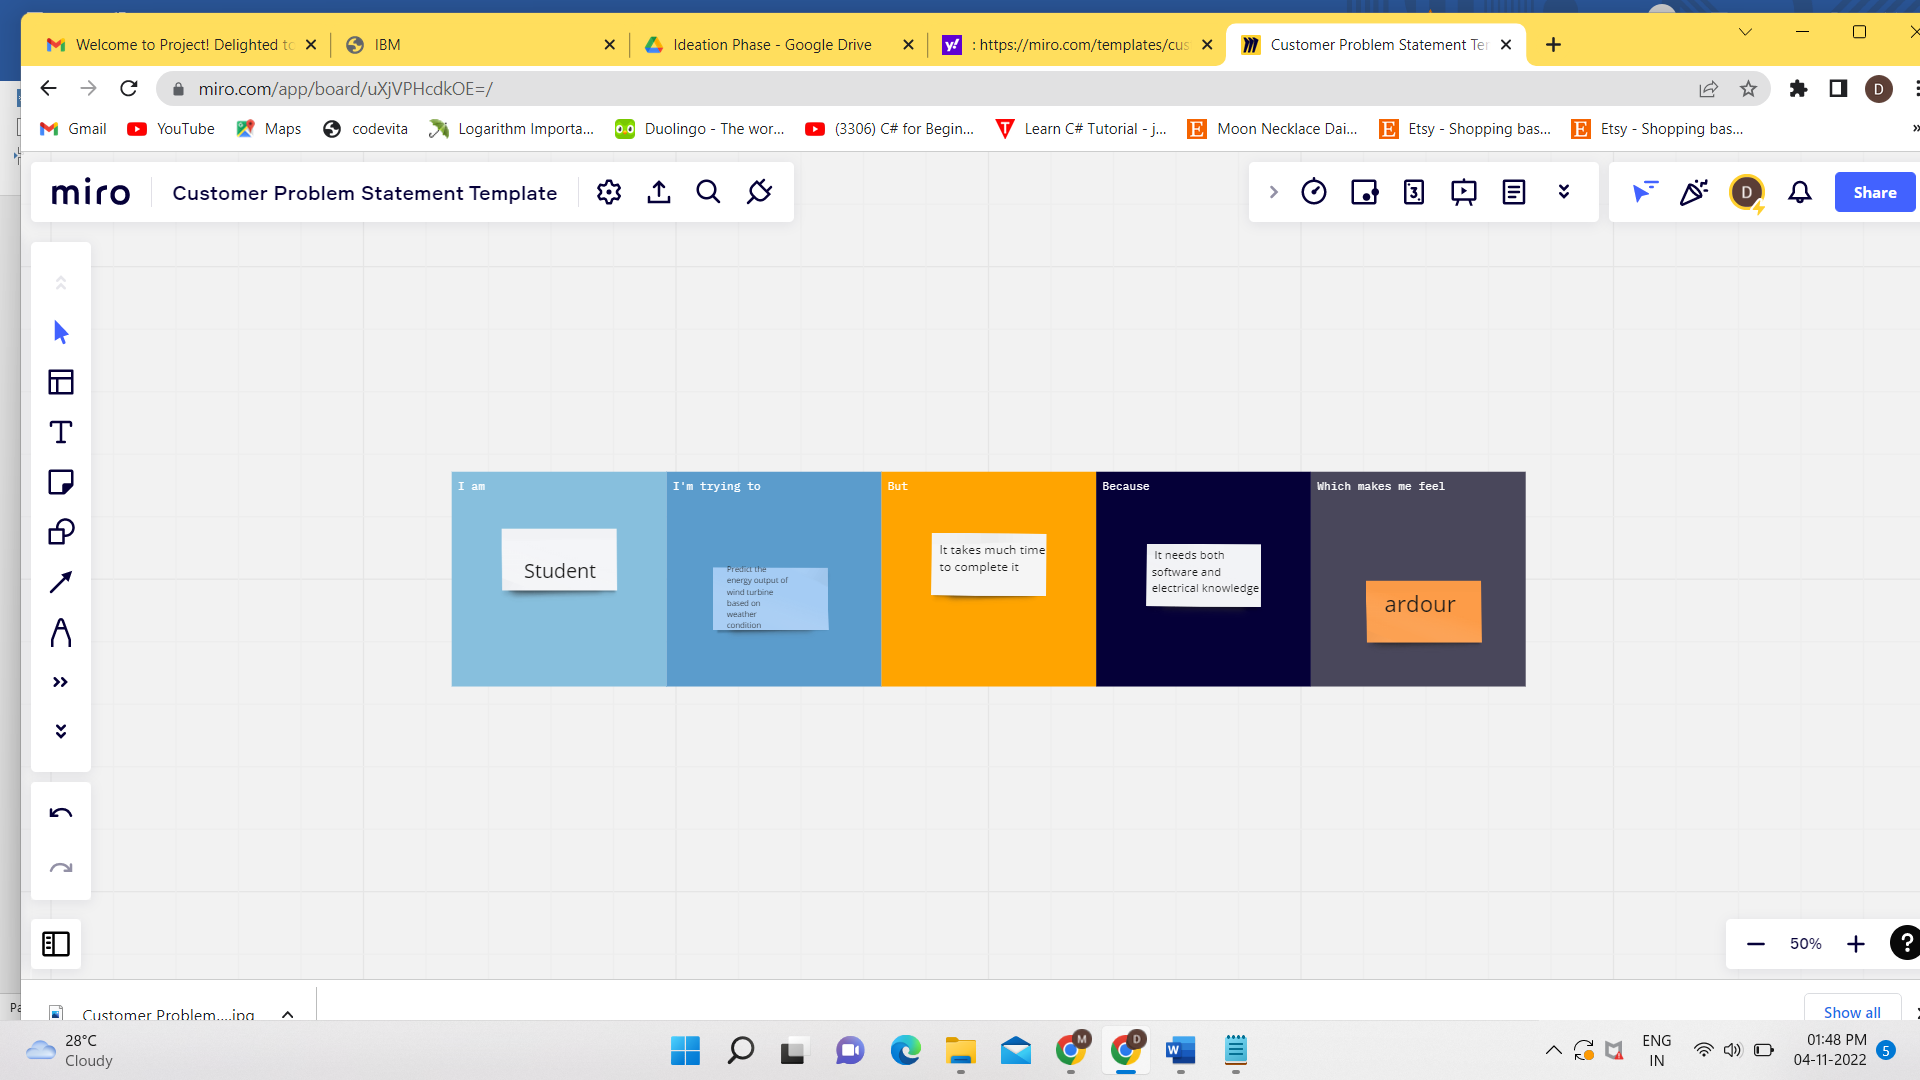 Welcome to Project! Delighted to
IBM
Ideation Phase - Google Drive
: https://miro.com/templates/cus
Customer Problem Statement Ter
miro.com/app/board/uXjVPHcdkOE=/
D
Gmail
YouTube
Maps
codevita
Logarithm Importa...
Duolingo - The wor...
(3306) C# for Begin...
Learn C# Tutorial - j...
Moon Necklace Dai...
Etsy - Shopping bas...
Etsy - Shopping bas...
miro
Customer Problem Statement Template
D
Share
I am
I'm trying to
But
Because
Which makes me feel
Student
Predict the
energy output of
wind turbine
based on
weather
condition
It takes much time
to complete it
It needs both
software and
electrical knowledge
ardour
50%
?
Pa
Customer Problem....jpg
Show all
28°C
Cloudy
M
D
ENG
IN
01:48 PM
04-11-2022
5